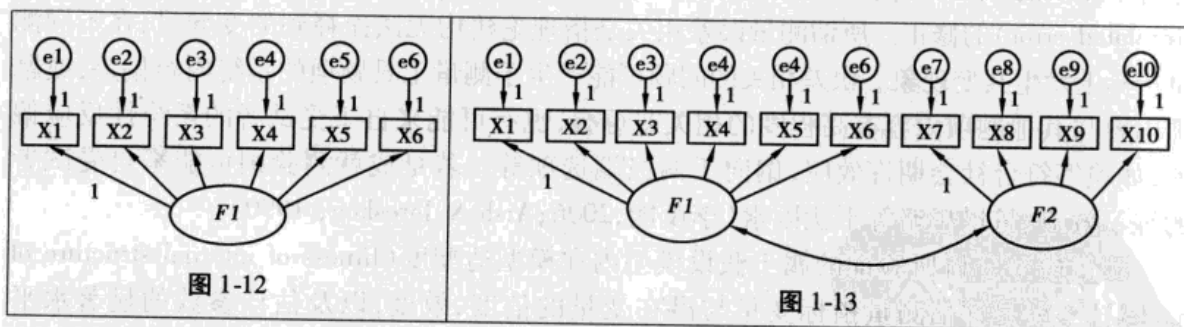 e1 e2 e3 e4 e5 e6
1 1 1 1 1 1
X1 X2 X3 X4 X5 X6
1
F1
图 1-12
e1 e2 e3 e4 e4 e6 e7 e8 e9 e10
1 1 1 1 1 1 1 1 1 1
X1 X2 X3 X4 X5 X6 X7 X8 X9 X10
1 1
F1 F2
图 1-13